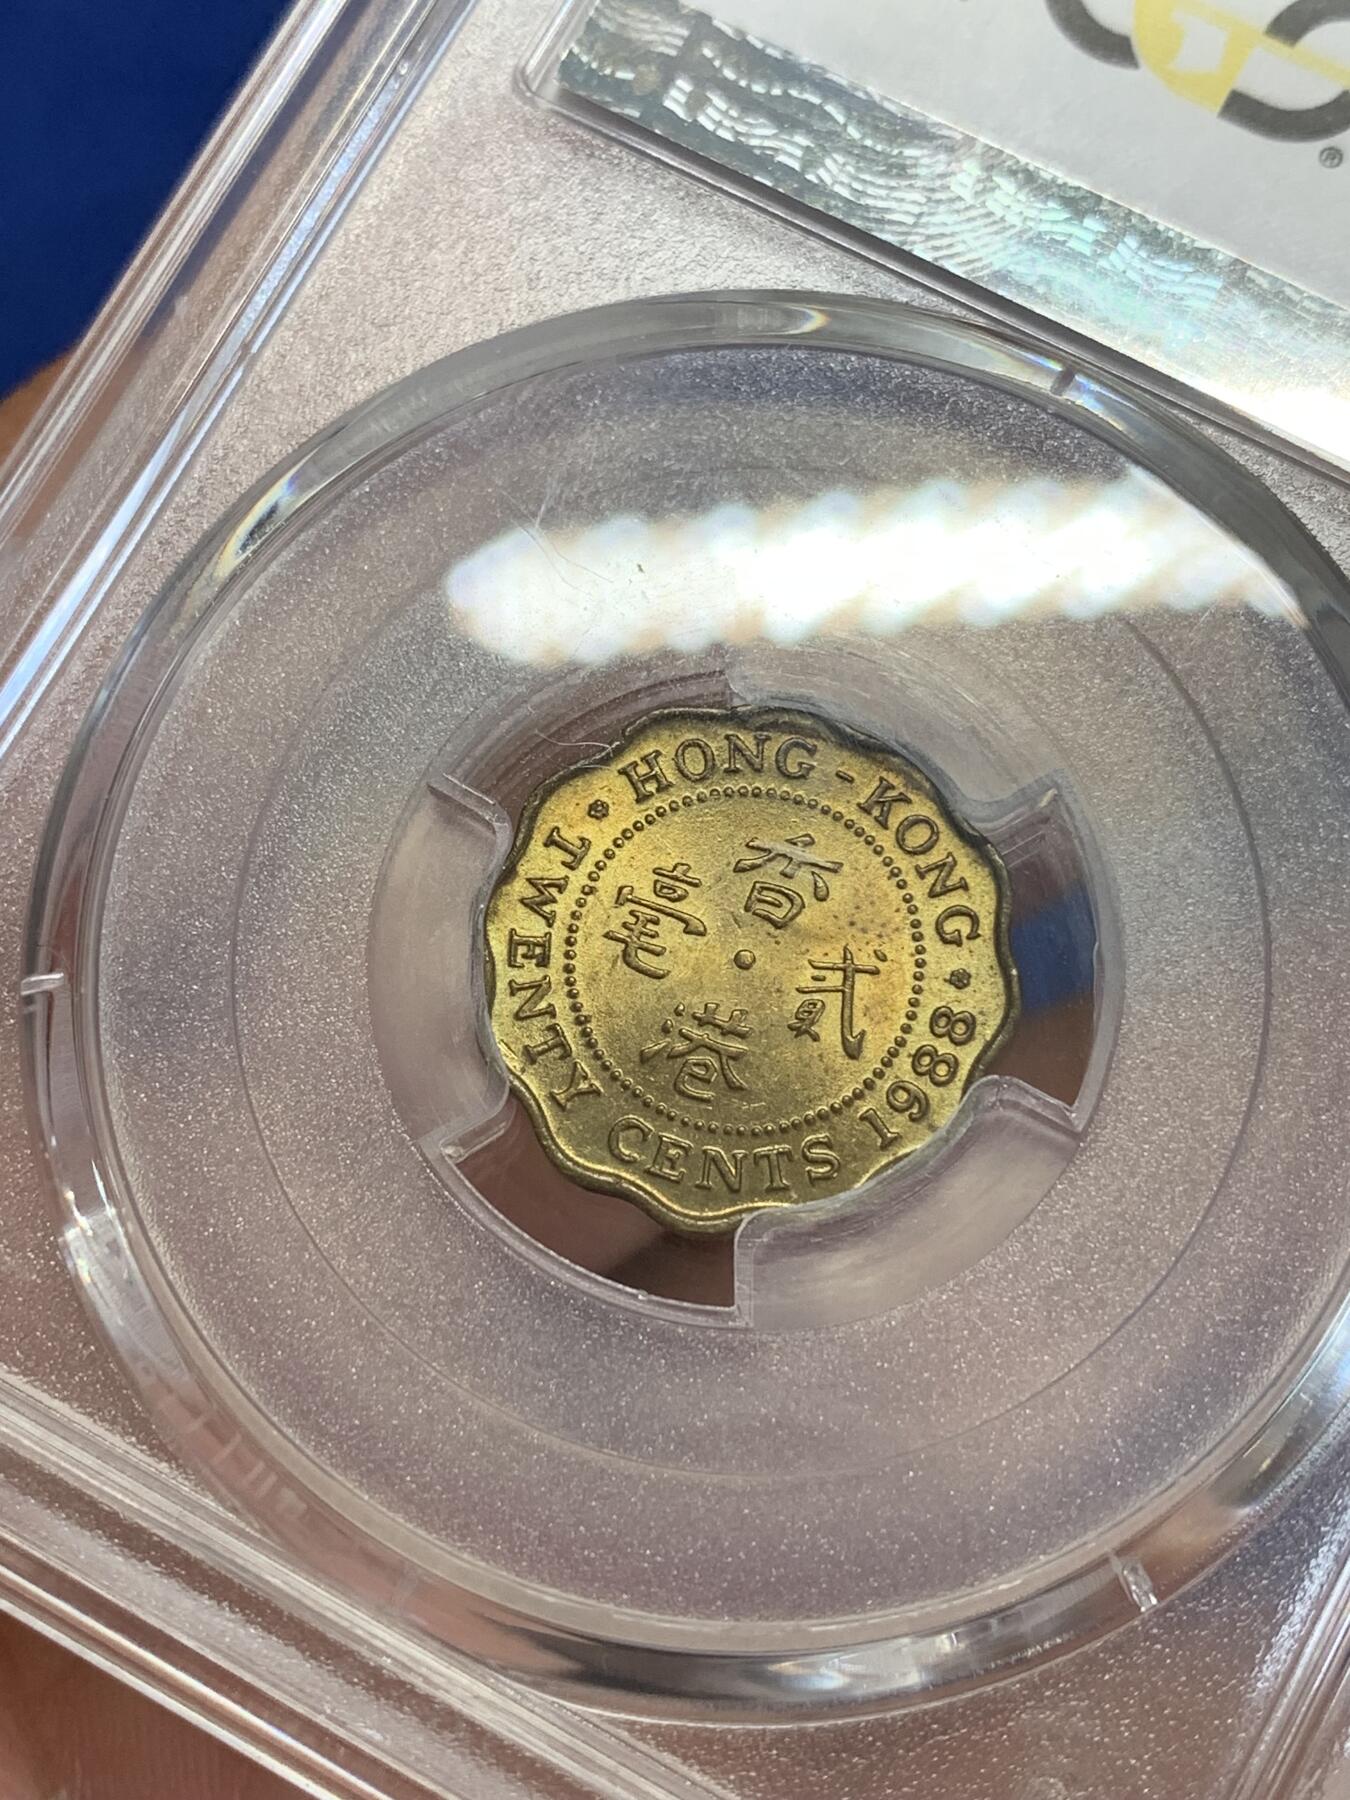 HONG-KONG
1988
TWENTY CENTS
香
港
貳
毫
®